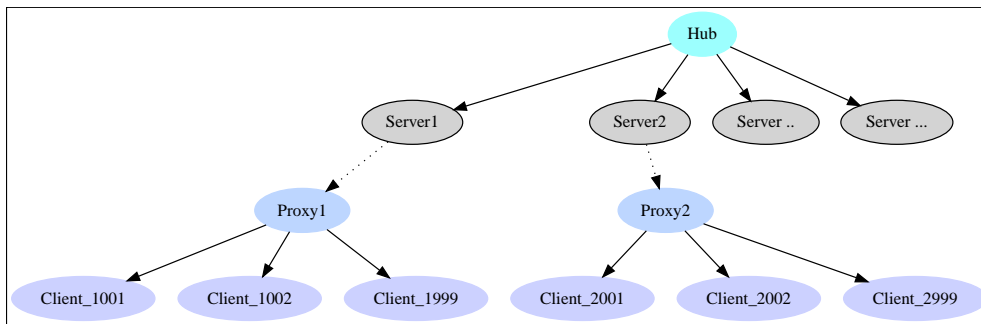 Hub
Server1
Server2
Server ..
Server ...
Proxy1
Proxy2
Client_1001
Client_1002
Client_1999
Client_2001
Client_2002
Client_2999